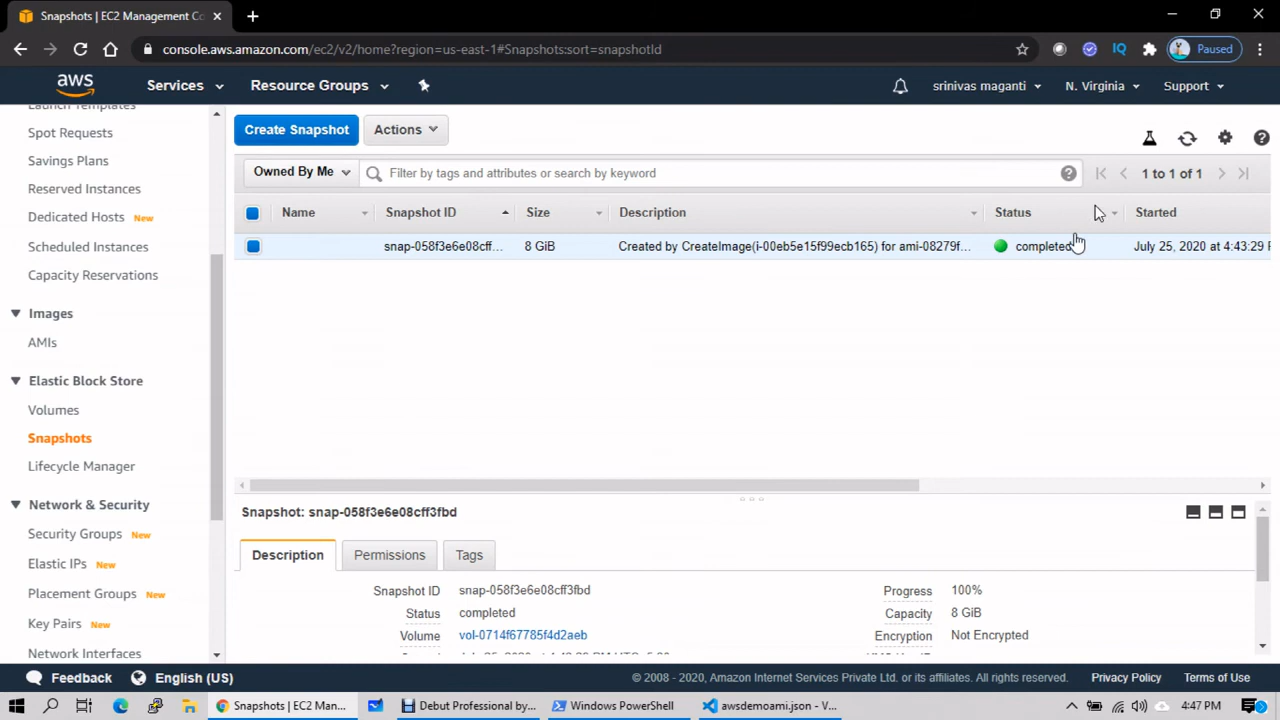 Snapshots | EC2 Management Co
console.aws.amazon.com/ec2/v2/home?region=us-east-1#Snapshots:sort=snapshotId
IQ
Paused
aws
Services
Resource Groups
srinivas maganti
N. Virginia
Support
Launch Templates
Spot Requests
Savings Plans
Reserved Instances
Dedicated Hosts New
Scheduled Instances
Capacity Reservations
Images
AMIs
Elastic Block Store
Volumes
Snapshots
Lifecycle Manager
Network & Security
Security Groups New
Elastic IPs New
Placement Groups New
Key Pairs New
Network Interfaces
Create Snapshot
Actions
Owned By Me
Filter by tags and attributes or search by keyword
1 to 1 of 1
Name Snapshot ID Size Description Status Started
snap-058f3e6e08cff... 8 GiB Created by CreateImage(i-00eb5e15f99ecb165) for ami-08279f... completed July 25, 2020 at 4:43:29
Snapshot: snap-058f3e6e08cff3fbd
Description
Permissions
Tags
Snapshot ID snap-058f3e6e08cff3fbd
Progress 100%
Status completed
Capacity 8 GiB
Volume vol-0714f67785f4d2aeb
Encryption Not Encrypted
Feedback
English (US)
© 2008 - 2020, Amazon Internet Services Private Ltd. or its affiliates. All rights reserved.
Privacy Policy
Terms of Use
Snapshots | EC2 Man...
Debut Professional by...
Windows PowerShell
awsdemoami.json - V...
4:47 PM